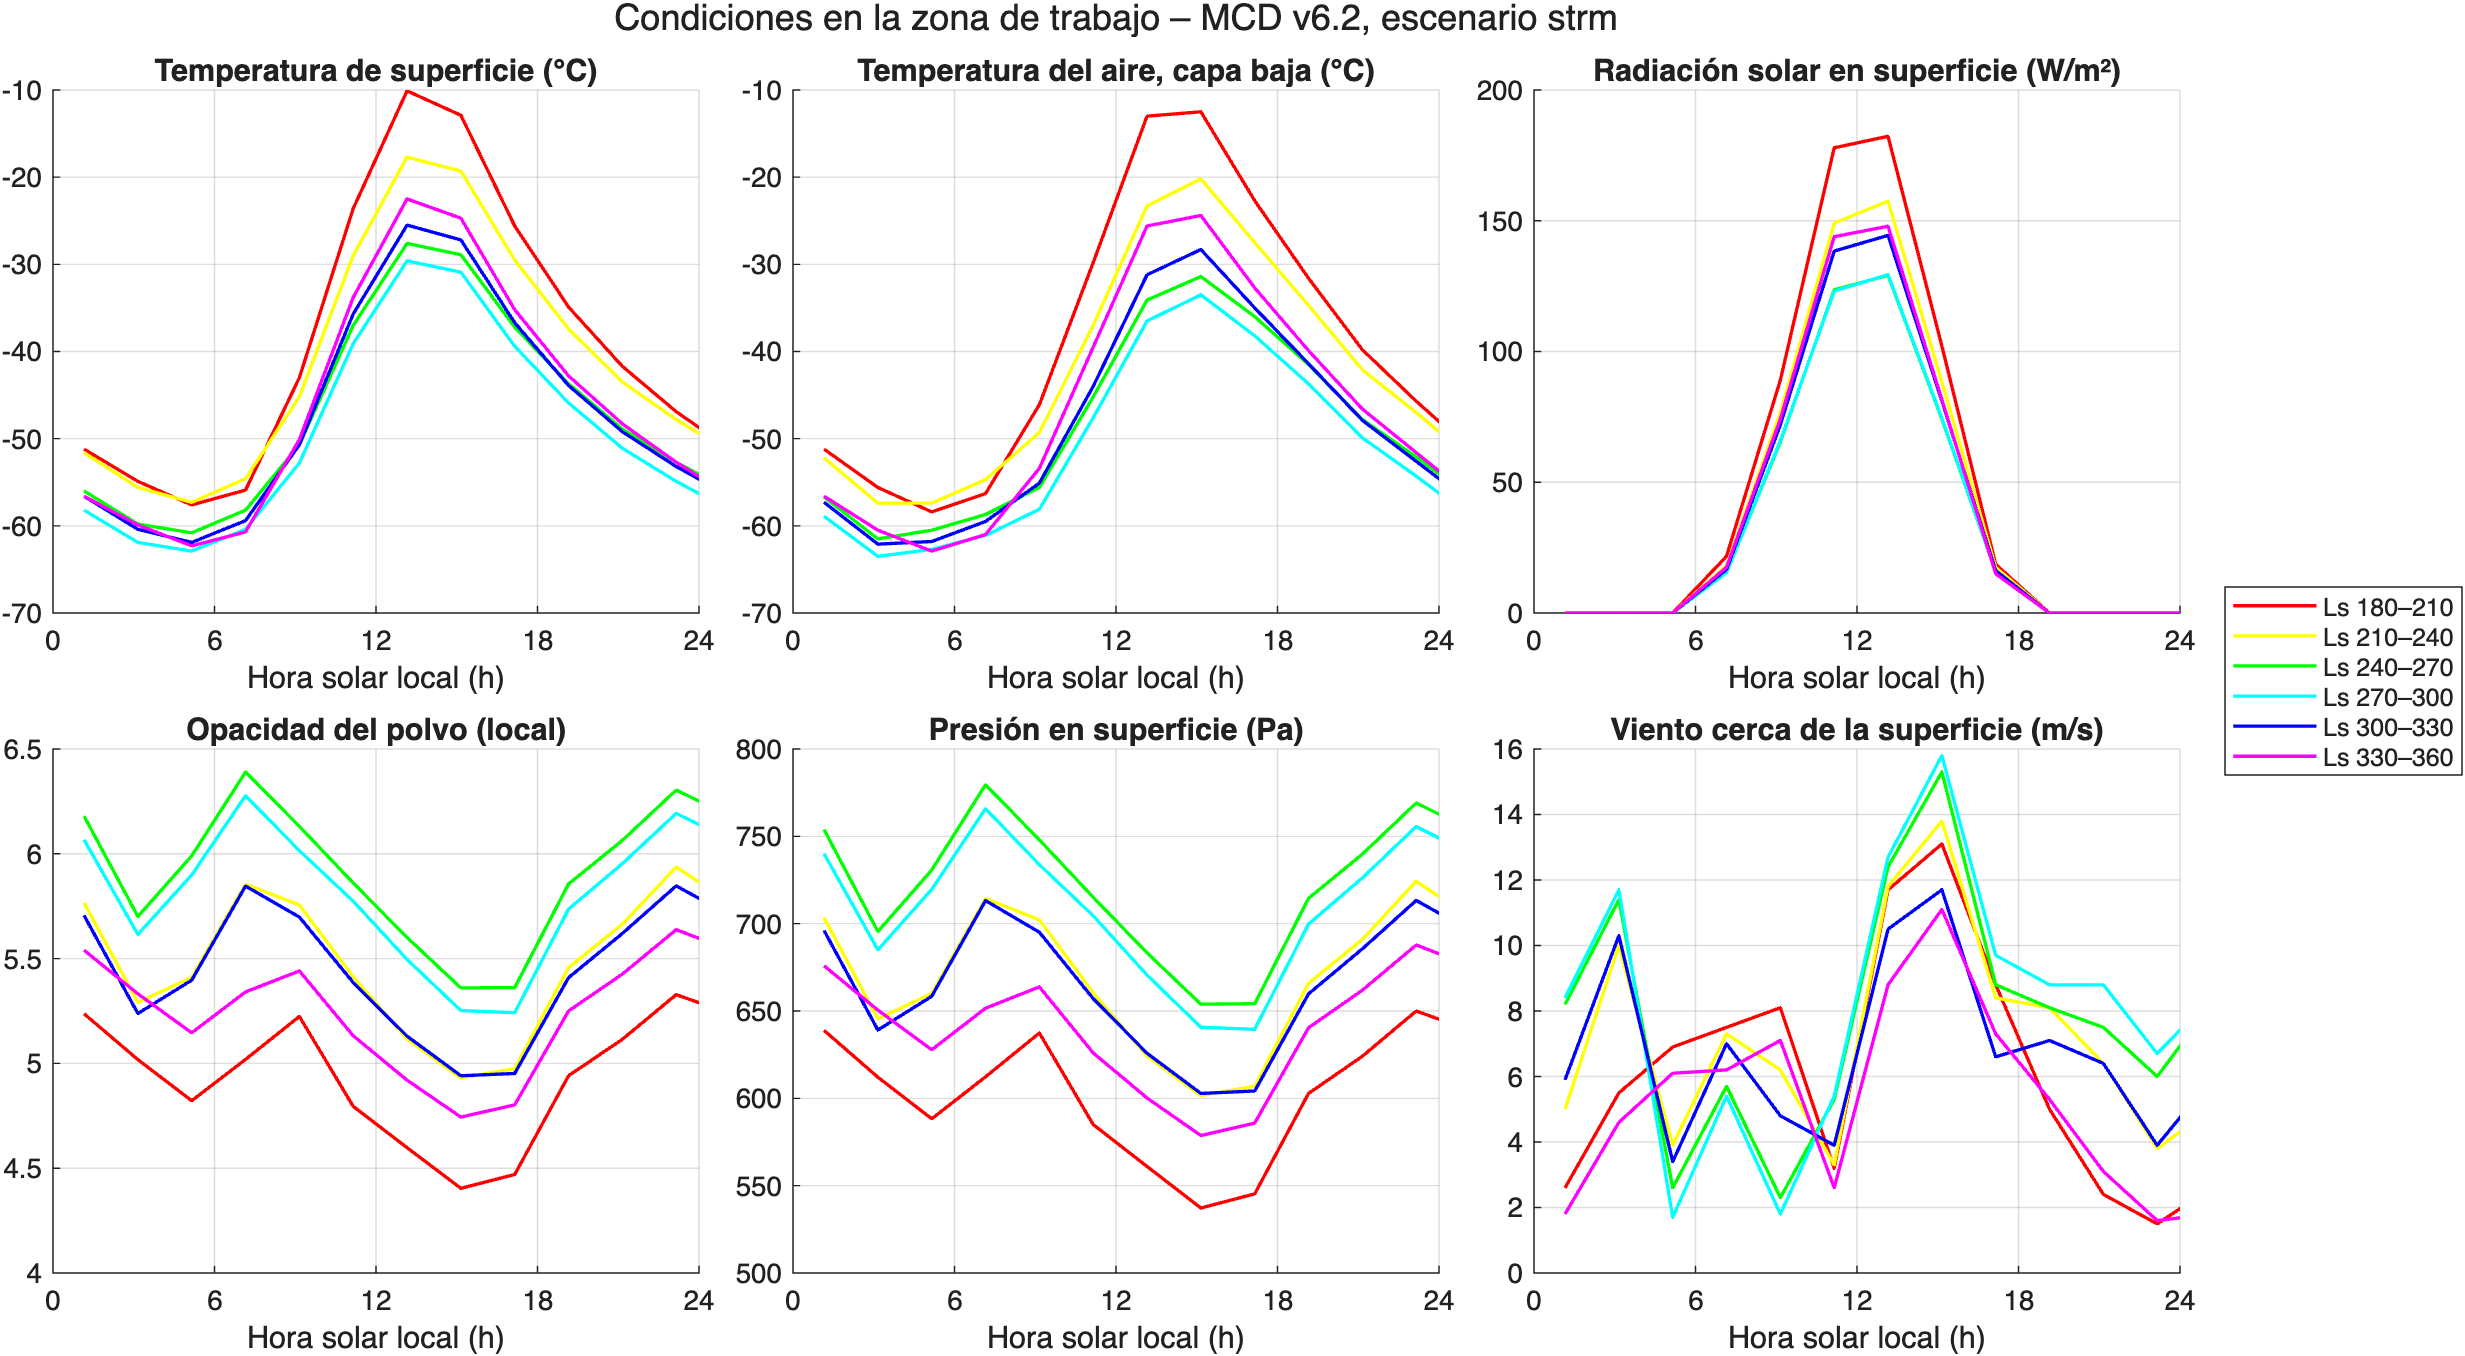 Condiciones en la zona de trabajo – MCD v6.2, escenario strm
Temperatura de superficie (°C)
-10
-20
-30
-40
-50
-60
-70
0 6 12 18 24
Hora solar local (h)
Temperatura del aire, capa baja (°C)
-10
-20
-30
-40
-50
-60
-70
0 6 12 18 24
Hora solar local (h)
Radiación solar en superficie (W/m²)
200
150
100
50
0
0 6 12 18 24
Hora solar local (h)
Ls 180–210
Ls 210–240
Ls 240–270
Ls 270–300
Ls 300–330
Ls 330–360
Opacidad del polvo (local)
6.5
6
5.5
5
4.5
4
0 6 12 18 24
Hora solar local (h)
Presión en superficie (Pa)
800
750
700
650
600
550
500
0 6 12 18 24
Hora solar local (h)
Viento cerca de la superficie (m/s)
16
14
12
10
8
6
4
2
0
0 6 12 18 24
Hora solar local (h)